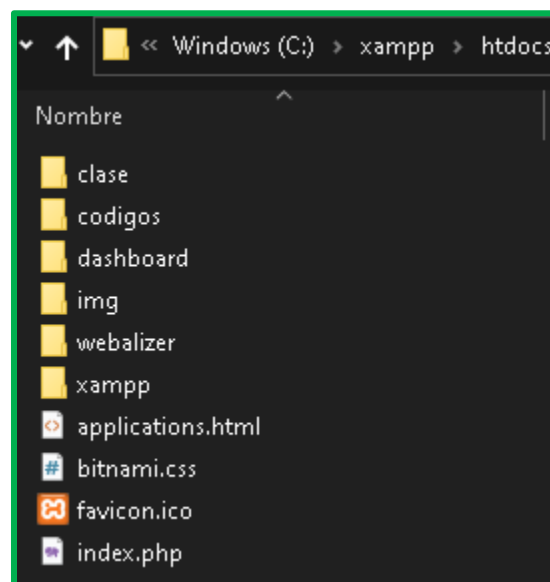 « Windows (C:) > xampp > htdocs
Nombre
clase
codigos
dashboard
img
webalizer
xampp
applications.html
bitnami.css
favicon.ico
index.php